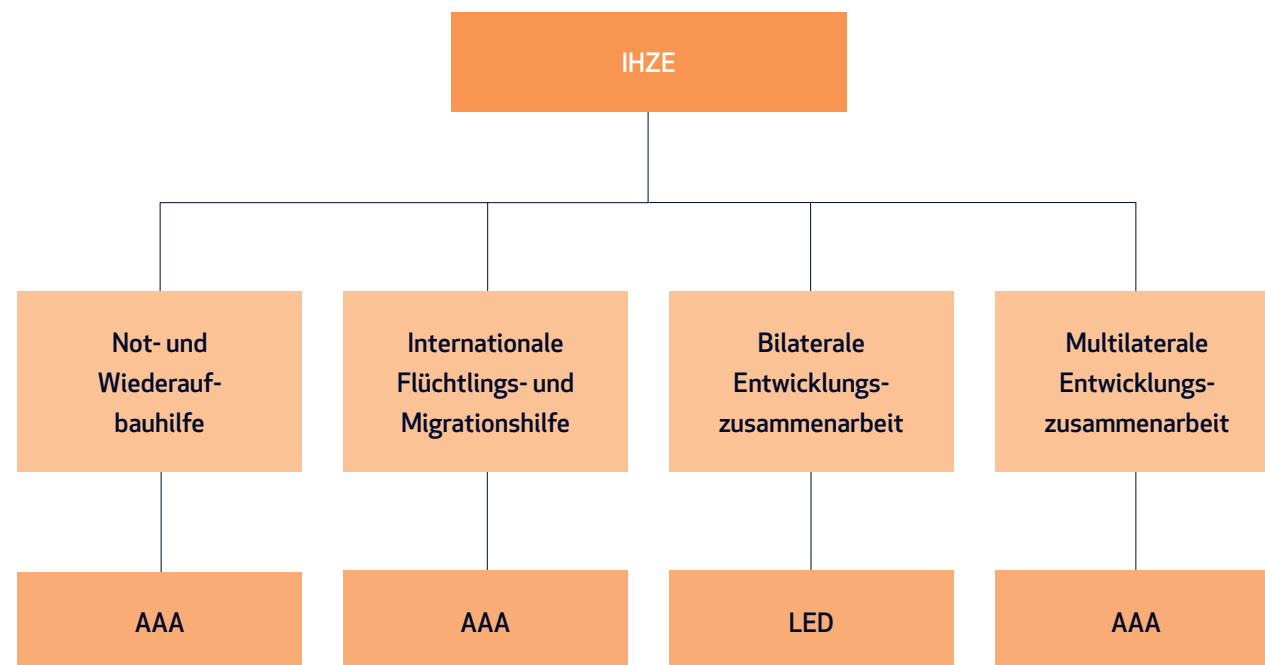 IHZE
Not- und
Wiederauf-
bauhilfe
Internationale
Flüchtlings- und
Migrationshilfe
Bilaterale
Entwicklungs-
zusammenarbeit
Multilaterale
Entwicklungs-
zusammenarbeit
AAA
AAA
LED
AAA